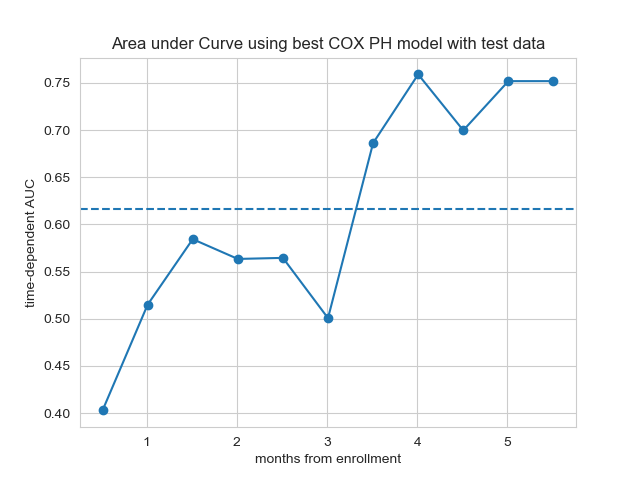 Area under Curve using best COX PH model with test data
time-dependent AUC
0.75
0.70
0.65
0.60
0.55
0.50
0.45
0.40
1 2 3 4 5
months from enrollment